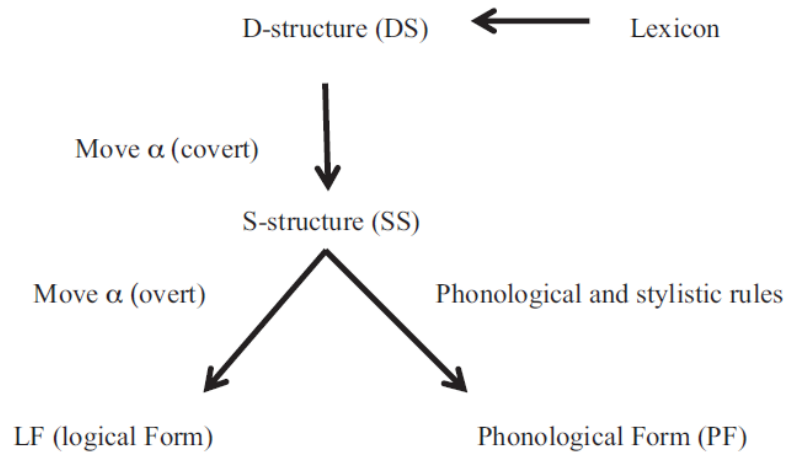 D-structure (DS)
Lexicon
Move α (covert)
S-structure (SS)
Move α (overt)
Phonological and stylistic rules
LF (logical Form)
Phonological Form (PF)